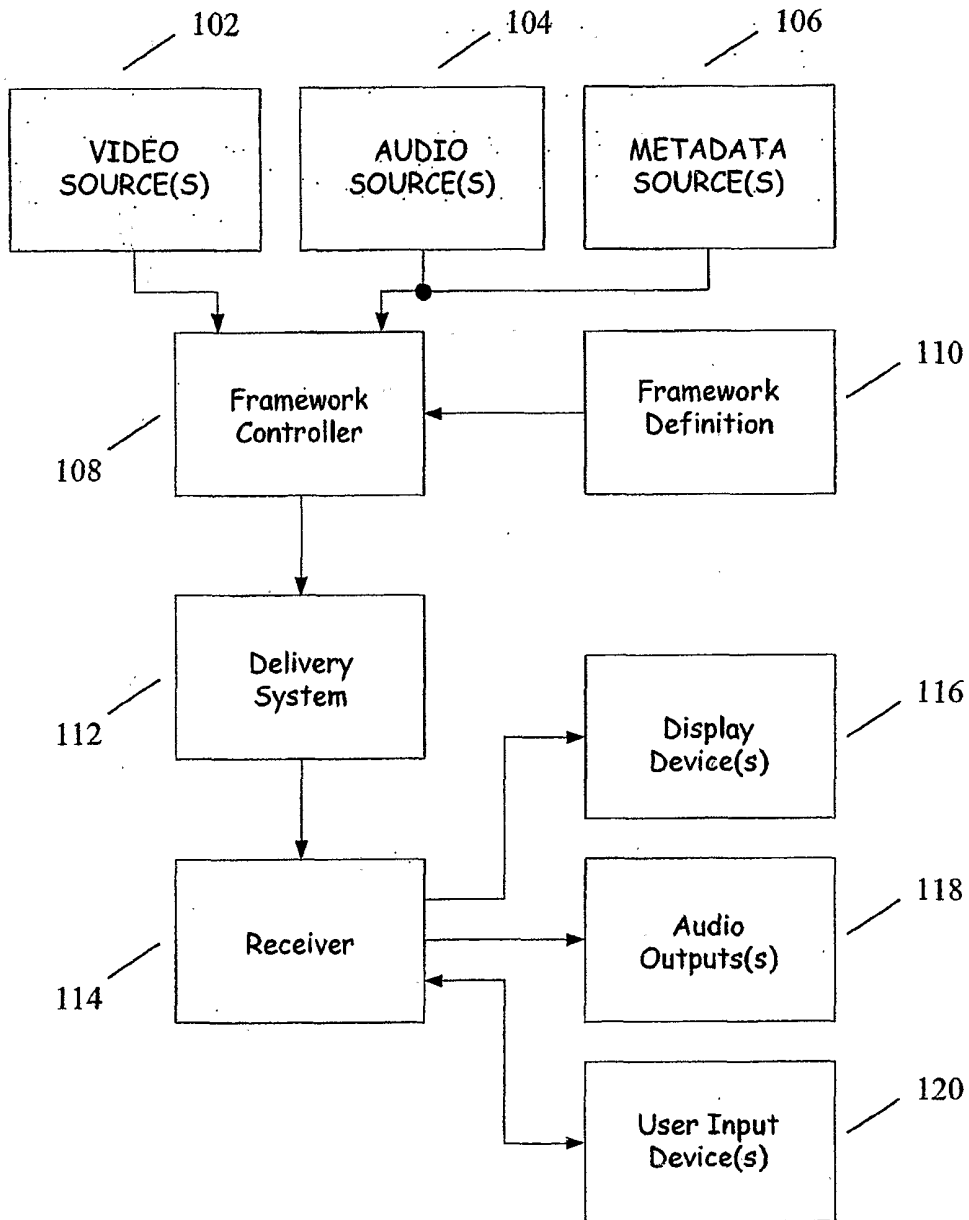 102
104
106
VIDEO
SOURCE(S)
AUDIO
SOURCE(S)
METADATA
SOURCE(S)
110
Framework
Controller
Framework
Definition
108
Delivery
System
112
116
Display
Device(s)
118
Receiver
Audio
Outputs(s)
114
120
User Input
Device(s)